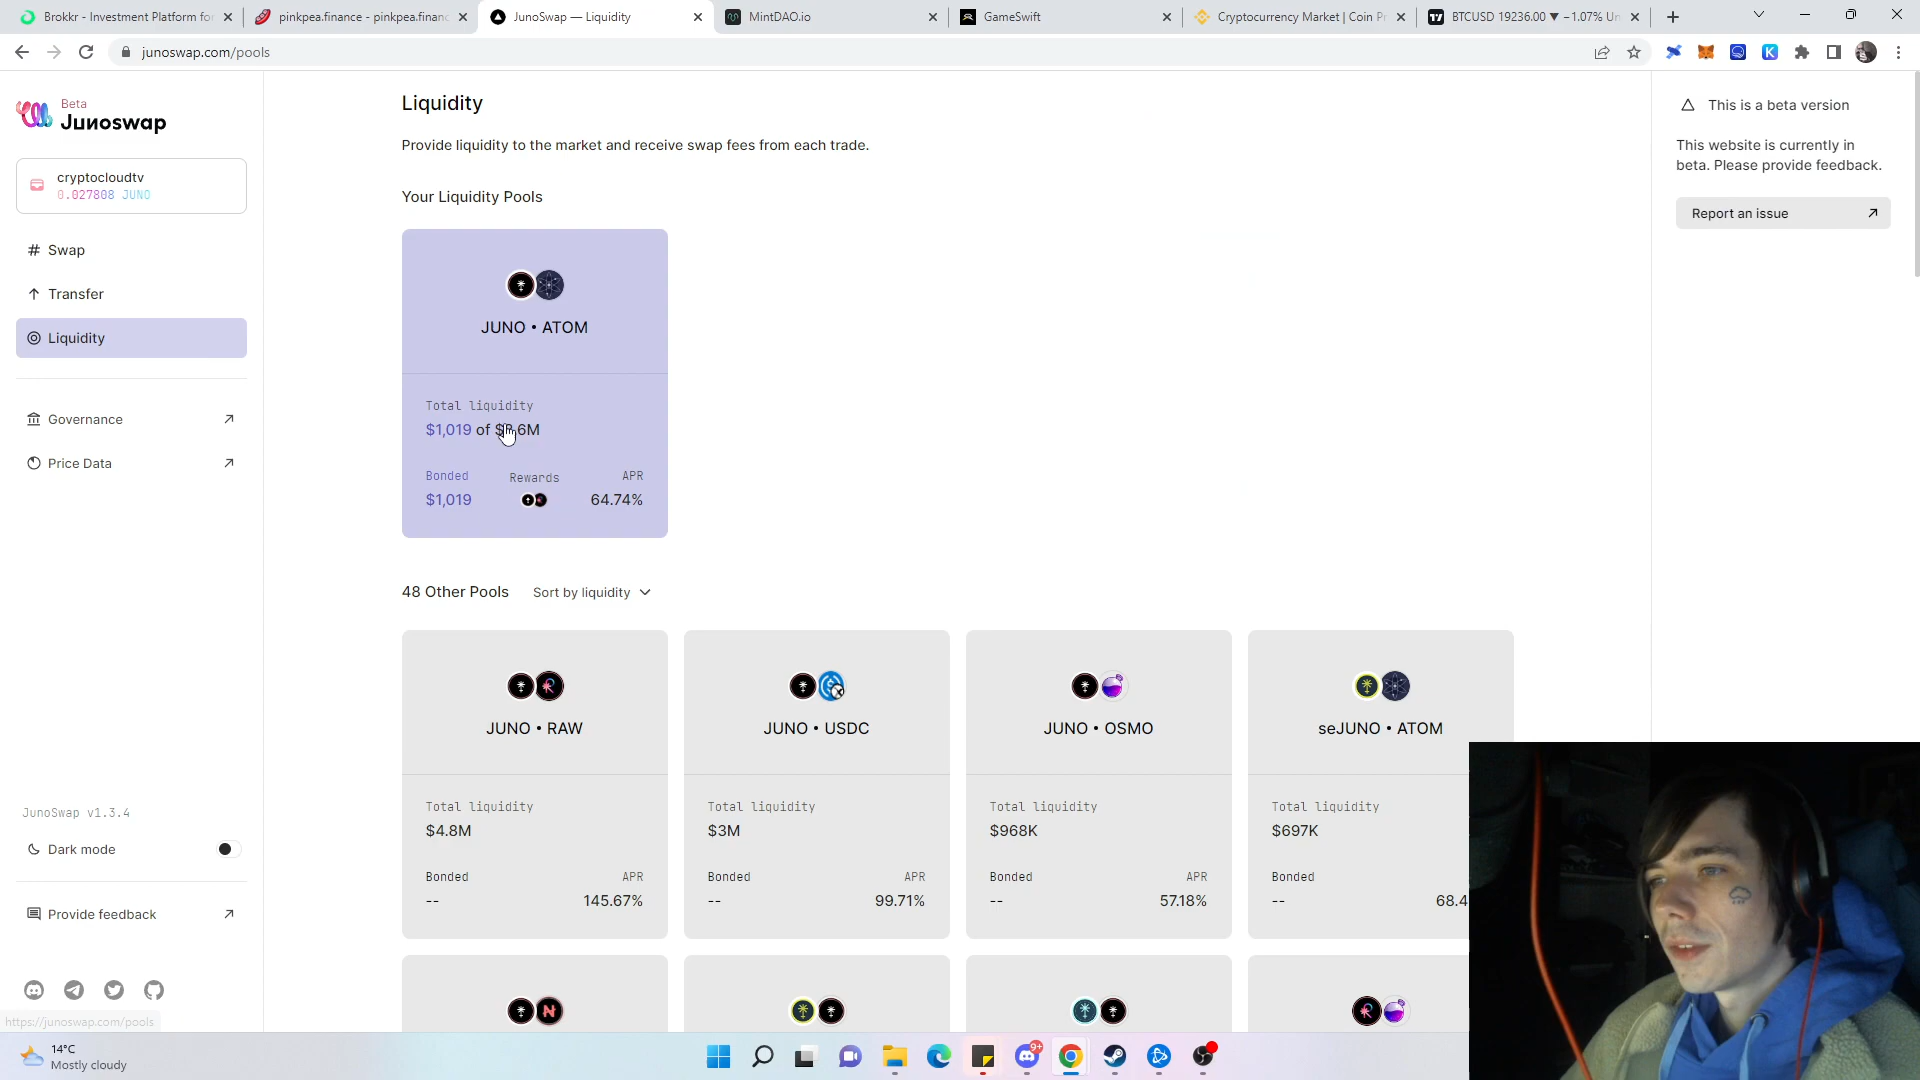 Brokkr - Investment Platform for
pinkpea.finance - pinkpea.financ
JunoSwap — Liquidity
MintDAO.io
GameSwift
Cryptocurrency Market | Coin Pr
BTCUSD 19236.00 ▼ −1.07% Un
junoswap.com/pools
Beta
Junoswap
cryptocloudtv
0.027808 JUNO
# Swap
Transfer
Liquidity
Governance
Price Data
JunoSwap v1.3.4
Dark mode
Provide feedback
https://junoswap.com/pools
Liquidity
Provide liquidity to the market and receive swap fees from each trade.
Your Liquidity Pools
JUNO • ATOM
Total liquidity
$1,019 of
6M
Bonded
Rewards
APR
$1,019
64.74%
48 Other Pools
Sort by liquidity
JUNO • RAW
Total liquidity
$4.8M
Bonded
APR
--
145.67%
JUNO • USDC
Total liquidity
$3M
Bonded
APR
--
99.71%
JUNO • OSMO
Total liquidity
$968K
Bonded
APR
--
57.18%
seJUNO • ATOM
Total liquidity
$697K
Bonded
--
68.4
This is a beta version
This website is currently in
beta. Please provide feedback.
Report an issue
14°C
Mostly cloudy
9+